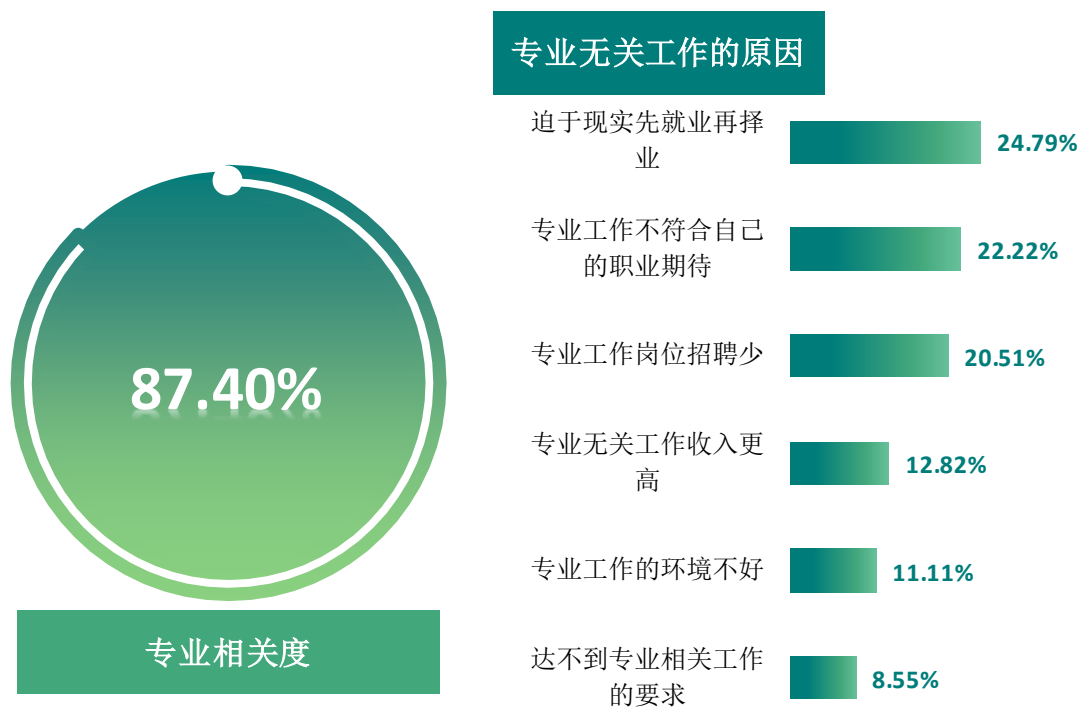 专业无关工作的原因
迫于现实先就业再择
业
24.79%
专业工作不符合自己
的职业期待
22.22%
专业工作岗位招聘少
20.51%
专业无关工作收入更
高
12.82%
专业工作的环境不好
11.11%
达不到专业相关工作
的要求
8.55%
87.40%
专业相关度